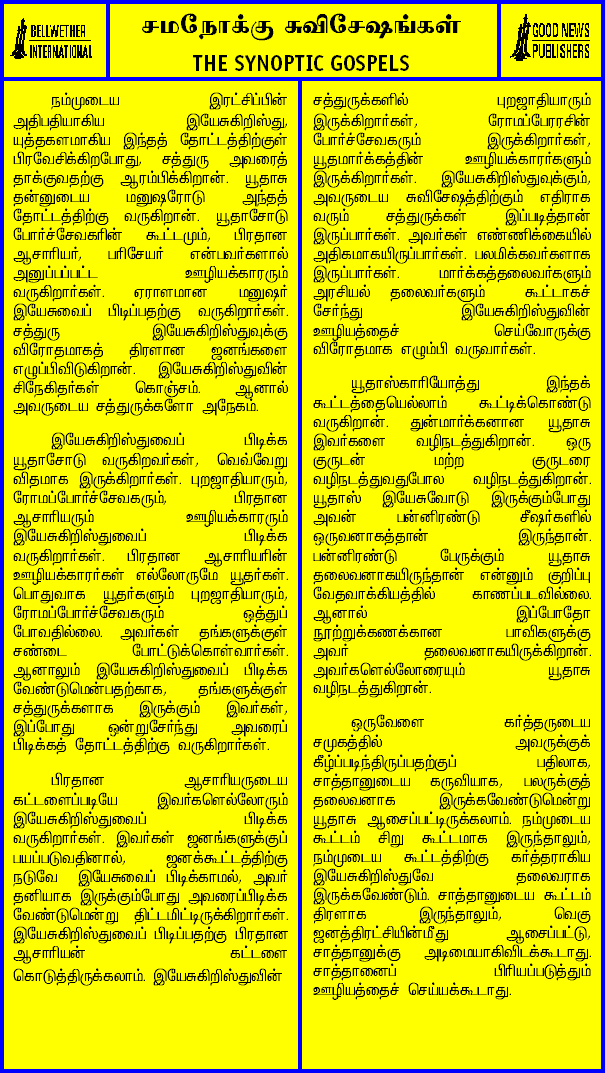 BELLWETHER
INTERNATIONAL
சமநோக்கு சுவிசேஷங்கள்
THE SYNOPTIC GOSPELS
GOOD NEWS
PUBLISHERS
நம்முடைய இரட்சிப்பின்
அதிபதியாகிய இயேசுகிறிஸ்து,
யுத்தகளமாகிய இந்தத் தோட்டத்திற்குள்
பிரவேசிக்கிறபோது, சத்துரு அவரைத்
தாக்குவதற்கு ஆரம்பிக்கிறான். யூதாசு
தன்னுடைய மனுஷரோடு அந்தத்
தோட்டத்திற்கு வருகிறான். யூதாசோடு
போர்ச்சேவகரின் கூட்டமும், பிரதான
ஆசாரியர், பரிசேயர் என்பவர்களால்
அனுப்பப்பட்ட ஊழியக்காரரும்
வருகிறார்கள். ஏராளமான மனுஷர்
இயேசுவைப் பிடிப்பதற்கு வருகிறார்கள்.
சத்துரு இயேசுகிறிஸ்துவுக்கு
விரோதமாகத் திரளான ஜனங்களை
எழுப்பிவிடுகிறான். இயேசுகிறிஸ்துவின்
சிநேகிதர்கள் கொஞ்சம். ஆனால்
அவருடைய சத்துருக்களோ அநேகம்.
இயேசுகிறிஸ்துவைப் பிடிக்க
யூதாசோடு வருகிறவர்கள், வெவ்வேறு
விதமாக இருக்கிறார்கள். புறஜாதியாரும்,
ரோமப்போர்ச்சேவகரும், பிரதான
ஆசாரியரும் ஊழியக்காரரும்
இயேசுகிறிஸ்துவைப் பிடிக்க
வருகிறார்கள். பிரதான ஆசாரியரின்
ஊழியக்காரர்கள் எல்லோருமே யூதர்கள்.
பொதுவாக யூதர்களும் புறஜாதியாரும்,
ரோமப்போர்ச்சேவகரும் ஒத்துப்
போவதில்லை. அவர்கள் தங்களுக்குள்
சண்டை போட்டுக்கொள்வார்கள்.
ஆனாலும் இயேசுகிறிஸ்துவைப் பிடிக்க
வேண்டுமென்பதற்காக, தங்களுக்குள்
சத்துருக்களாக இருக்கும் இவர்கள்,
இப்போது ஒன்றுசேர்ந்து அவரைப்
பிடிக்கத் தோட்டத்திற்கு வருகிறார்கள்.
பிரதான ஆசாரியருடைய
கட்டளைப்படியே இவர்களெல்லோரும்
இயேசுகிறிஸ்துவைப் பிடிக்க
வருகிறார்கள். இவர்கள் ஜனங்களுக்குப்
பயப்படுவதினால், ஜனக்கூட்டத்திற்கு
நடுவே இயேசுவைப் பிடிக்காமல், அவர்
தனியாக இருக்கும்போது அவரைப்பிடிக்க
வேண்டுமென்று திட்டமிட்டிருக்கிறார்கள்.
இயேசுகிறிஸ்துவைப் பிடிப்பதற்கு பிரதான
ஆசாரியன் கட்டளை
கொடுத்திருக்கலாம். இயேசுகிறிஸ்துவின்
சத்துருக்களில் புறஜாதியாரும்
இருக்கிறார்கள், ரோமப்பேரரசின்
போர்ச்சேவகரும் இருக்கிறார்கள்,
யூதமார்க்கத்தின் ஊழியக்காரர்களும்
இருக்கிறார்கள். இயேசுகிறிஸ்துவுக்கும்,
அவருடைய சுவிசேஷத்திற்கும் எதிராக
வரும் சத்துருக்கள் இப்படித்தான்
இருப்பார்கள். அவர்கள் எண்ணிக்கையில்
அதிகமாகயிருப்பார்கள். பலமிக்கவர்களாக
இருப்பார்கள். மார்க்கத்தலைவர்களும்
அரசியல் தலைவர்களும் கூட்டாகச்
சேர்ந்து இயேசுகிறிஸ்துவின்
ஊழியத்தைச் செய்வோருக்கு
விரோதமாக எழும்பி வருவார்கள்.
யூதாஸ்காரியோத்து இந்தக்
கூட்டத்தையெல்லாம் கூட்டிக்கொண்டு
வருகிறான். துன்மார்க்கனான யூதாசு
இவர்களை வழிநடத்துகிறான். ஒரு
குருடன் மற்ற குருடரை
வழிநடத்துவதுபோல வழிநடத்துகிறான்.
யூதாஸ் இயேசுவோடு இருக்கும்போது
அவன் பன்னிரண்டு சீஷர்களில்
ஒருவனாகத்தான் இருந்தான்.
பன்னிரண்டு பேருக்கும் யூதாசு
தலைவனாகயிருந்தான் என்னும் குறிப்பு
வேதவாக்கியத்தில் காணப்படவில்லை.
ஆனால் இப்போதோ
நூற்றுக்கணக்கான பாவிகளுக்கு
அவர் தலைவனாகயிருக்கிறான்.
அவர்களெல்லோரையும் யூதாசு
வழிநடத்துகிறான்.
ஒருவேளை கர்த்தருடைய
சமுகத்தில் அவருக்குக்
கீழ்ப்படிந்திருப்பதற்குப் பதிலாக,
சாத்தானுடைய கருவியாக, பலருக்குத்
தலைவனாக இருக்கவேண்டுமென்று
யூதாசு ஆசைப்பட்டிருக்கலாம். நம்முடைய
கூட்டம் சிறு கூட்டமாக இருந்தாலும்,
நம்முடைய கூட்டத்திற்கு கர்த்தராகிய
இயேசுகிறிஸ்துவே தலைவராக
இருக்கவேண்டும். சாத்தானுடைய கூட்டம்
திரளாக இருந்தாலும், வெகு
ஜனத்திரட்சியின்மீது ஆசைப்பட்டு,
சாத்தானுக்கு அடிமையாகிவிடக்கூடாது.
சாத்தானைப் பிரியப்படுத்தும்
ஊழியத்தைச் செய்யக்கூடாது.